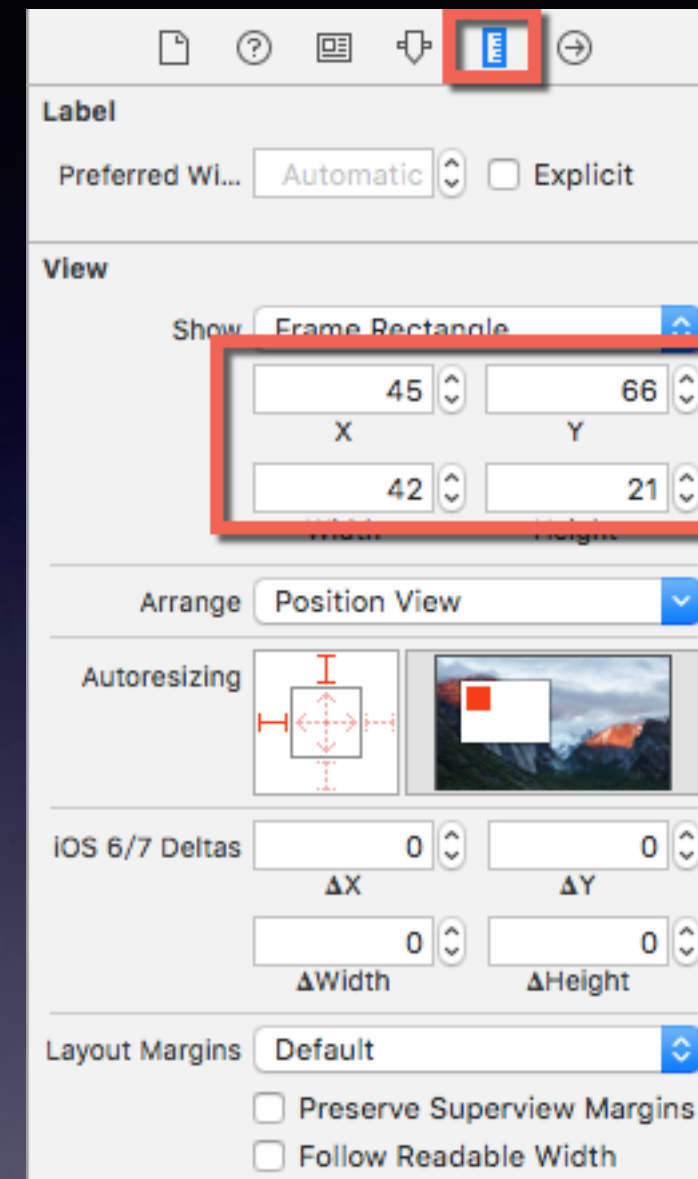 Label
Preferred Wi... Automatic Explicit
View
Show Frame Rectangle
45 66
X Y
42 21
Width Height
Arrange Position View
Autoresizing
iOS 6/7 Deltas 0 0
ΔX ΔY
0 0
ΔWidth ΔHeight
Layout Margins Default
Preserve Superview Margins
Follow Readable Width